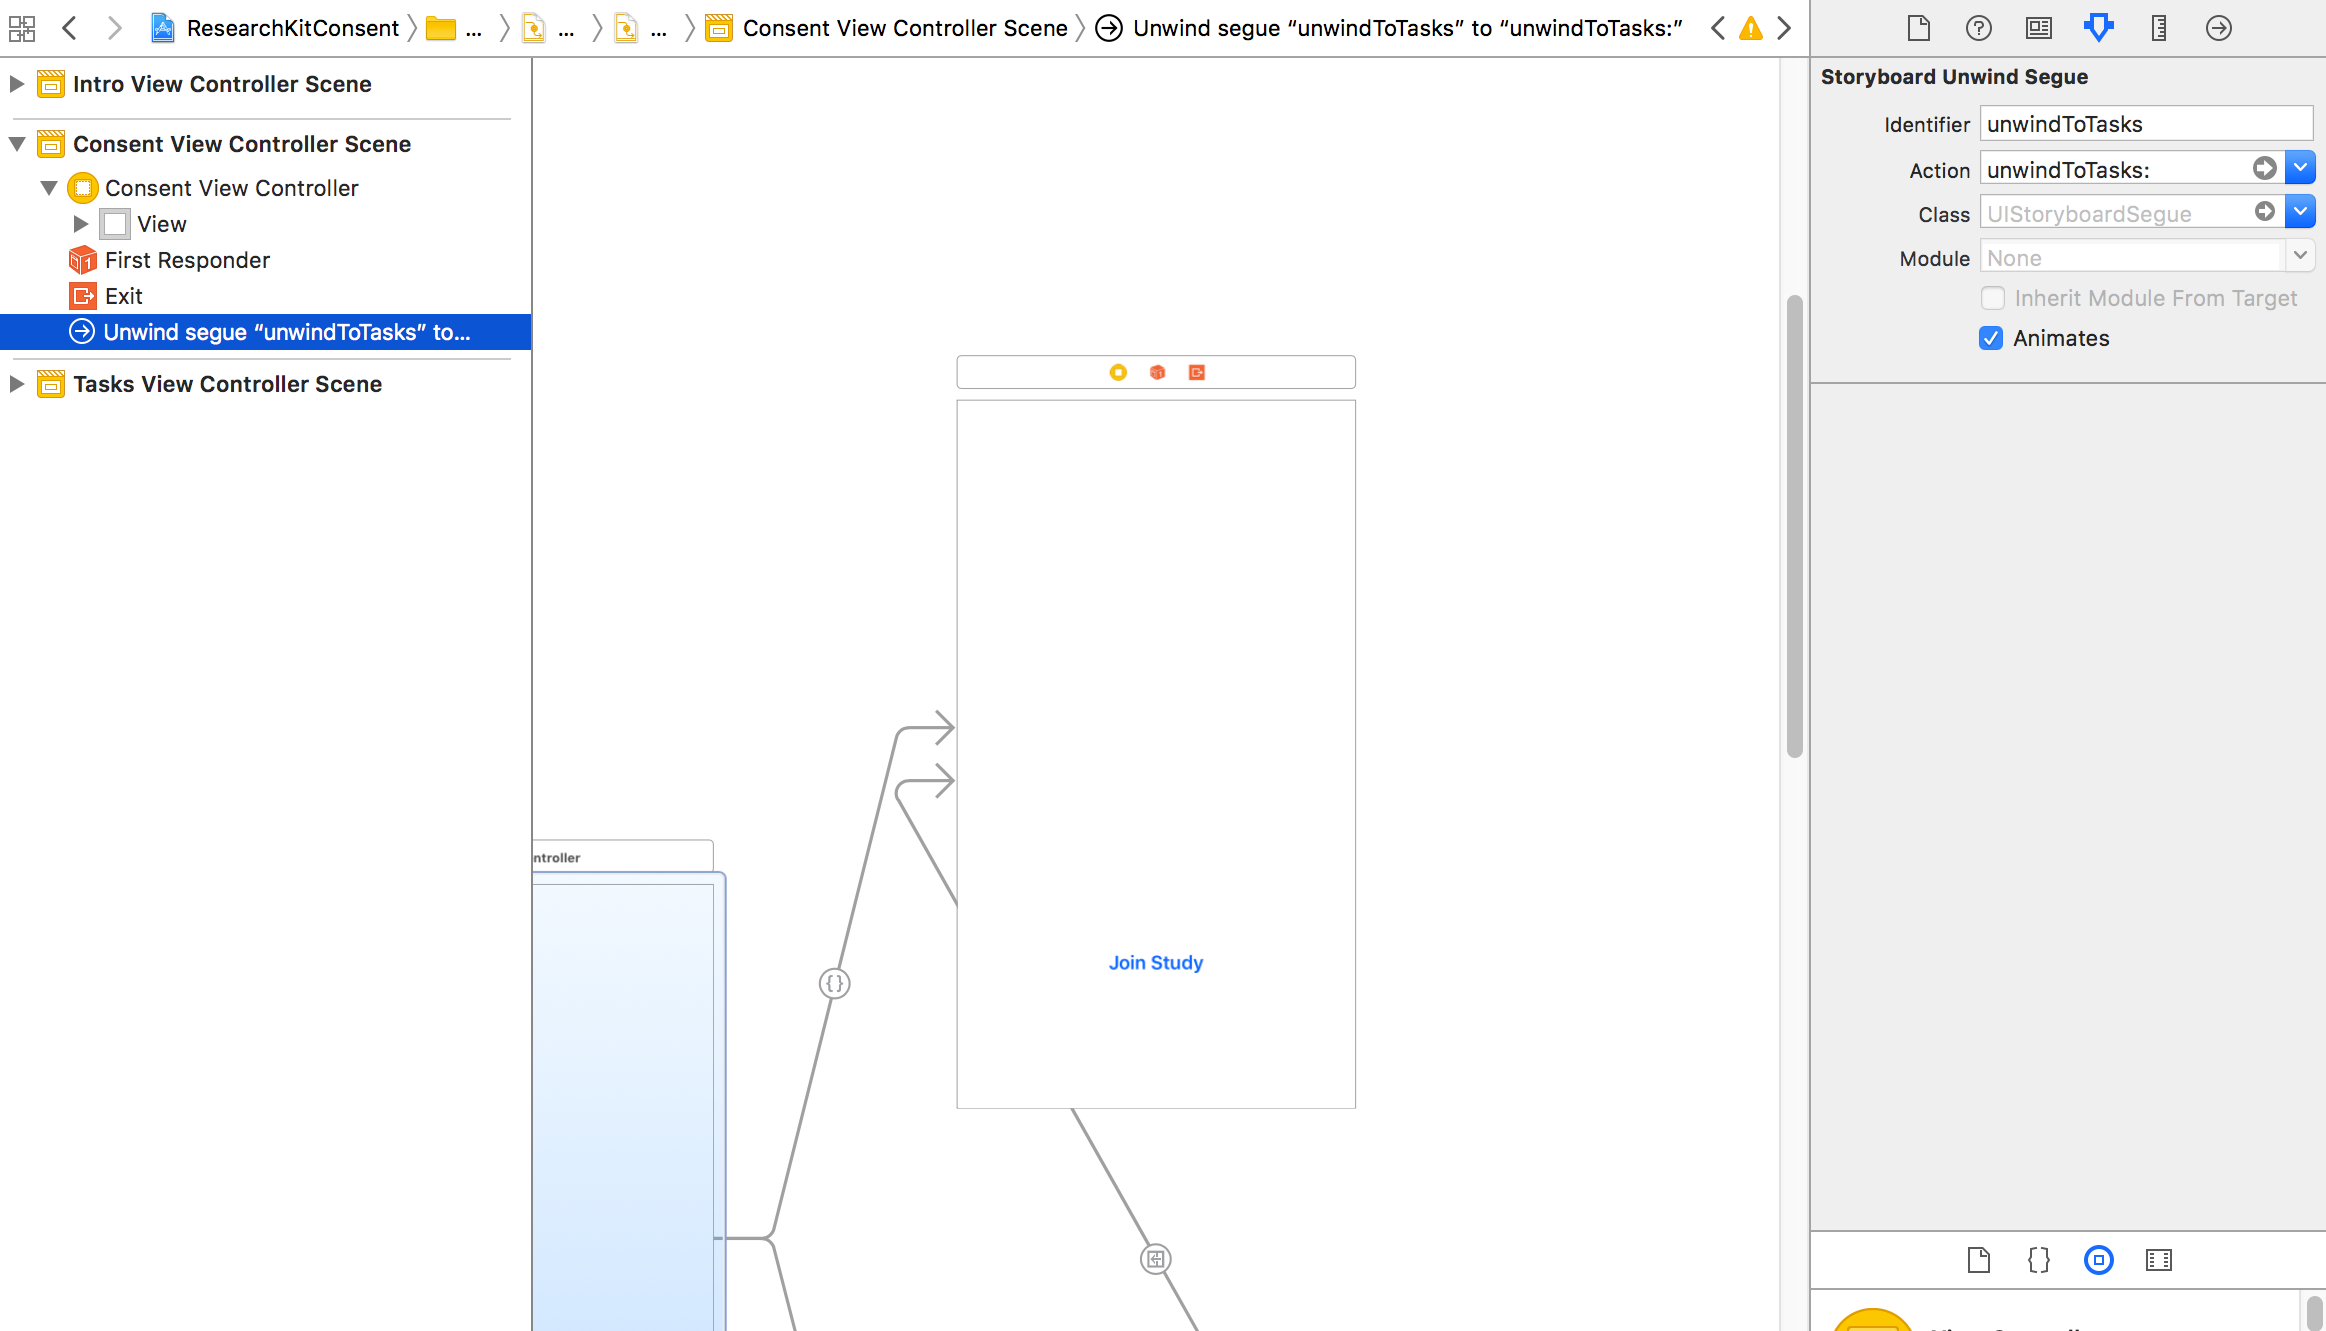 ResearchKitConsent ... ... ... Consent View Controller Scene Unwind segue “unwindToTasks” to “unwindToTasks:”
Intro View Controller Scene
Consent View Controller Scene
Consent View Controller
View
First Responder
Exit
Unwind segue “unwindToTasks” to...
Tasks View Controller Scene
ntroller
Join Study
Storyboard Unwind Segue
Identifier unwindToTasks
Action unwindToTasks:
Class UIStoryboardSegue
Module None
Inherit Module From Target
Animates